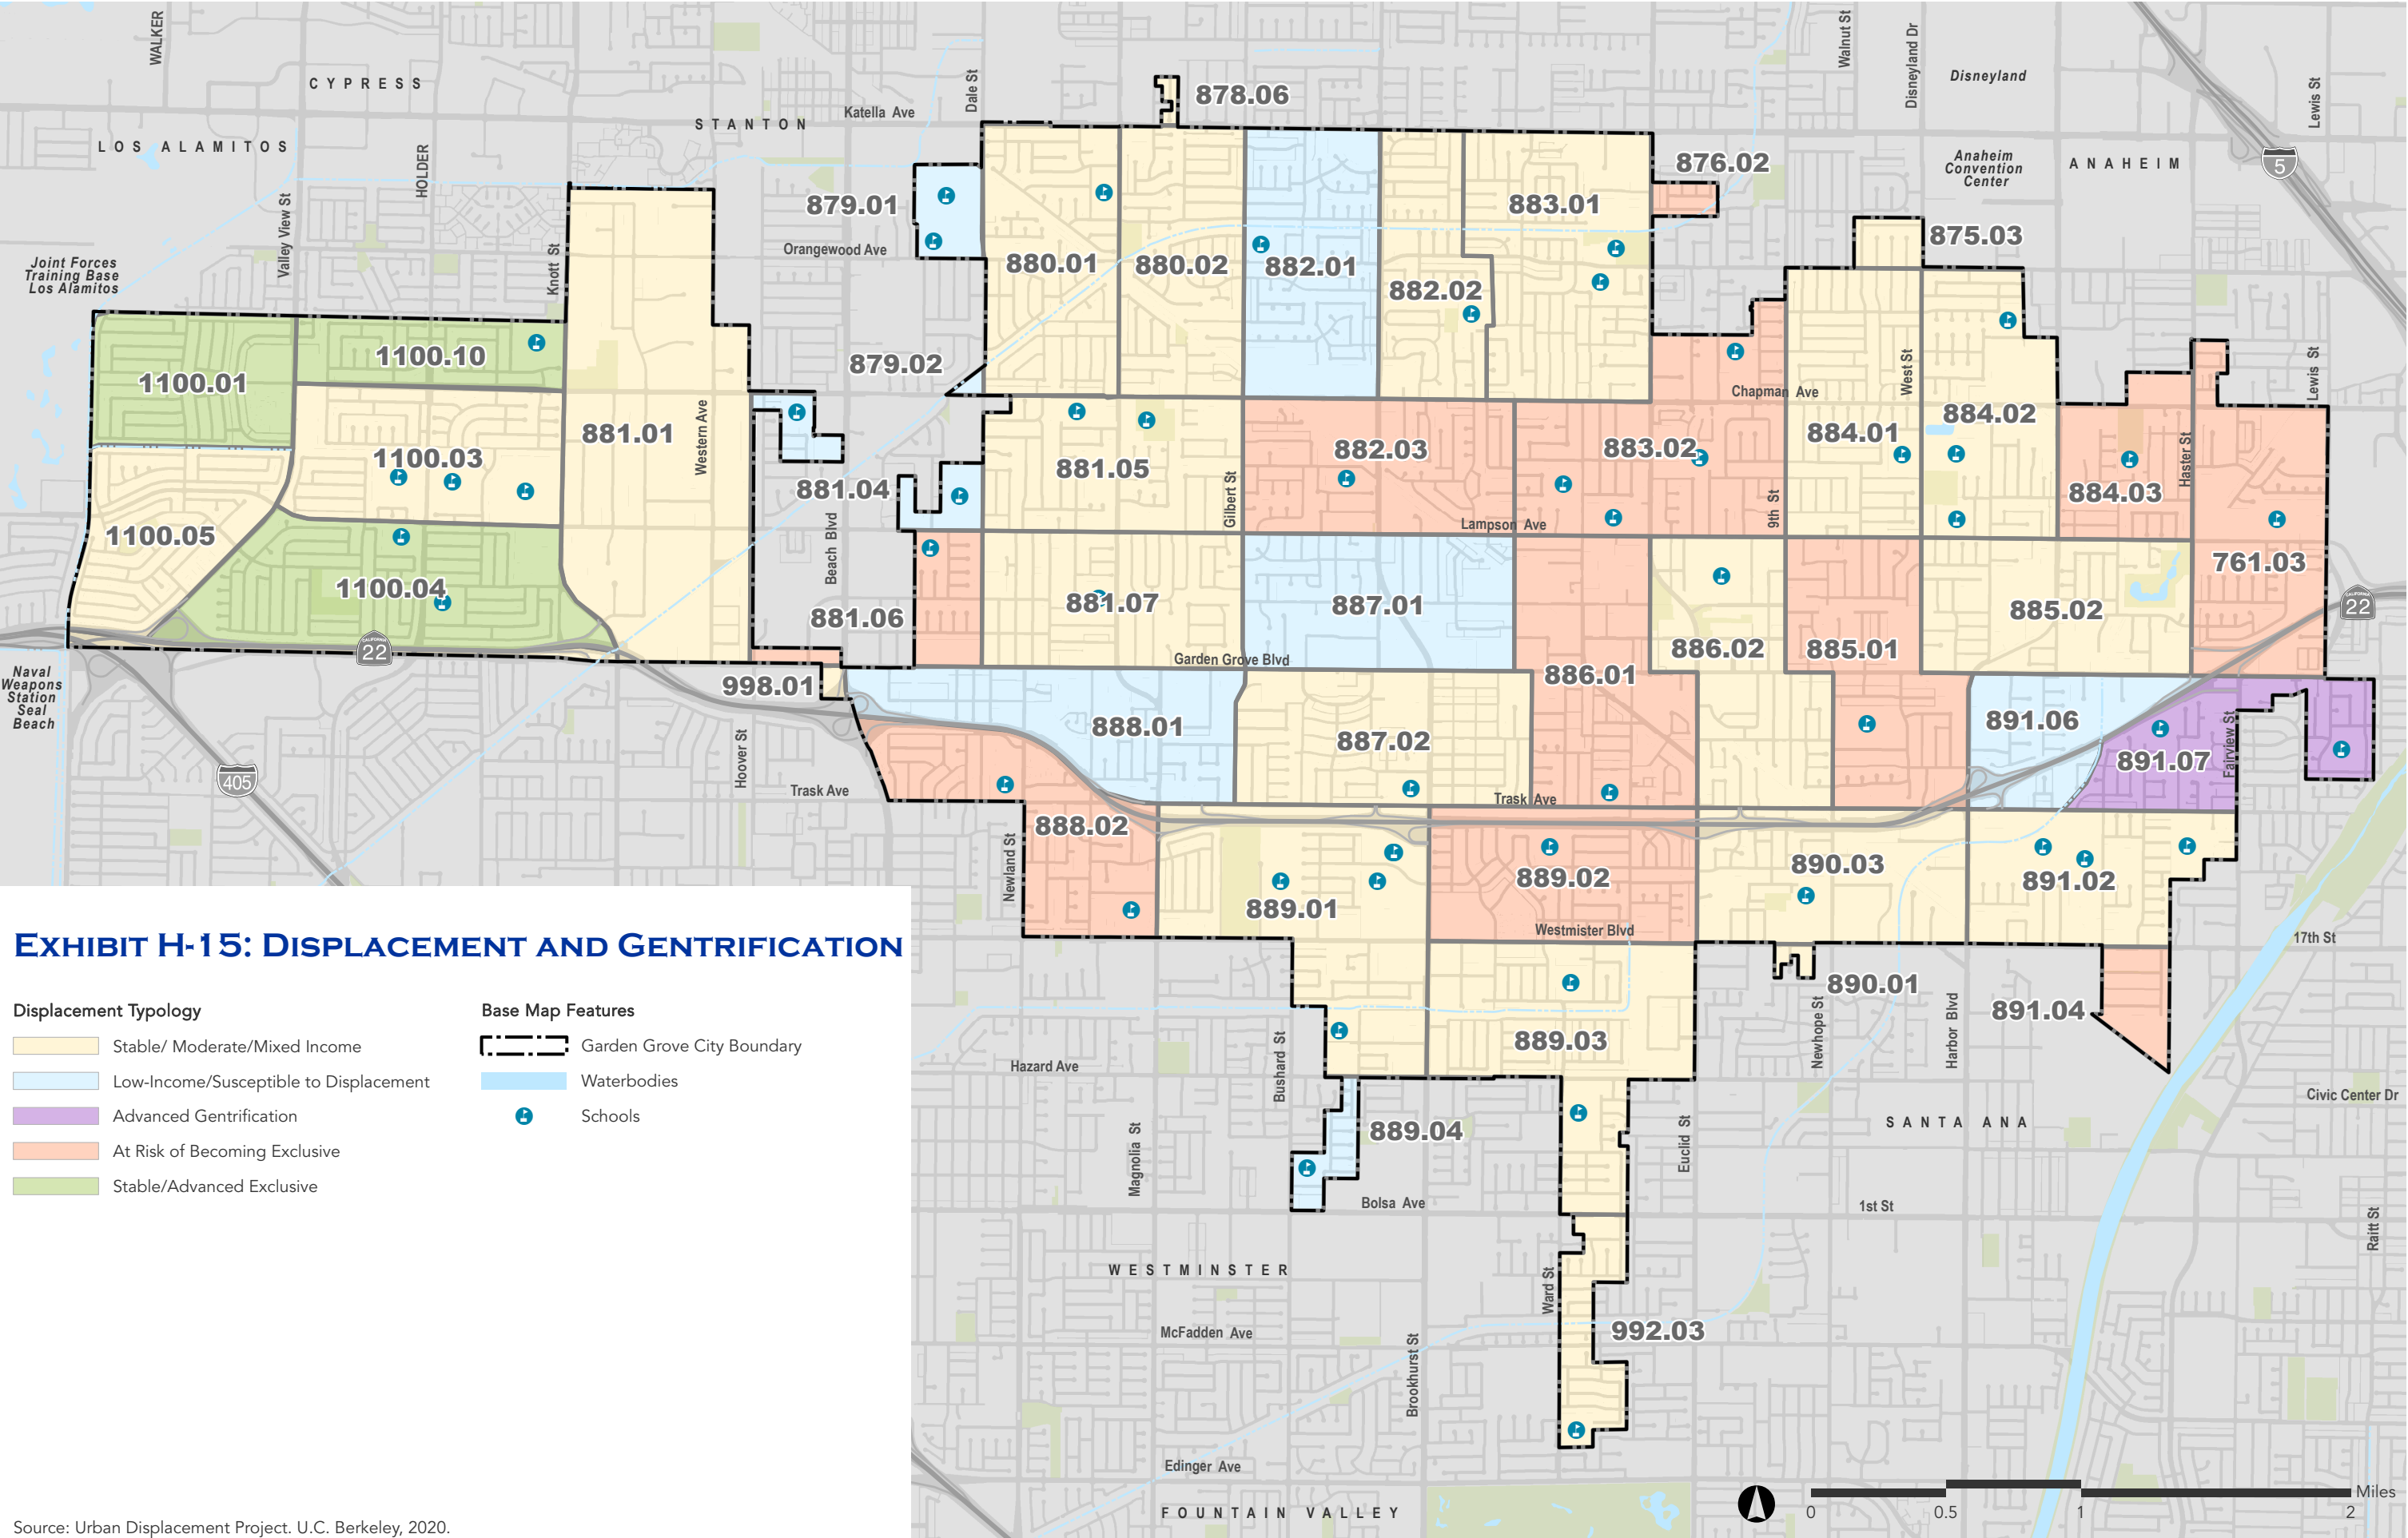 WALKER
CYPRESS
LOS ALAMITOS
HOLDER
Valley View St
Knott St
Joint Forces
Training Base
Los Alamitos
STANTON
Katella Ave
Dale St
878.06
Walnut St
Disneyland Dr
Disneyland
Lewis St
5
Anaheim
Convention
Center
ANAHEIM
876.02
879.01
Orangewood Ave
883.01
875.03
880.01
880.02
882.01
882.02
1100.10
1100.01
879.02
West St
Lewis St
Chapman Ave
881.01
Western Ave
884.01
884.02
1100.03
881.05
882.03
883.02
Haster St
881.04
Gilbert St
884.03
9th St
Lampson Ave
1100.05
Beach Blvd
1100.04
761.03
881.06
881.07
887.01
885.02
22
886.02
885.01
22
Garden Grove Blvd
886.01
998.01
Naval
Weapons
Station
Seal
Beach
888.01
887.02
891.06
891.07
Fairview St
Hoover St
405
Trask Ave
Trask Ave
888.02
Newland St
889.01
889.02
890.03
891.02
Westmister Blvd
17th St
890.01
891.04
Newhope St
Harbor Blvd
889.03
Hazard Ave
Bushard St
Magnolia St
889.04
Euclid St
SANTA ANA
Civic Center Dr
Bolsa Ave
1st St
Raitt St
WESTMINSTER
Ward St
McFadden Ave
992.03
Brookhurst St
Edinger Ave
FOUNTAIN VALLEY
0 0.5 1 2
Miles
Exhibit H-15: Displacement and Gentrification
Displacement Typology
Stable/ Moderate/Mixed Income
Low-Income/Susceptible to Displacement
Advanced Gentrification
At Risk of Becoming Exclusive
Stable/Advanced Exclusive
Base Map Features
Garden Grove City Boundary
Waterbodies
Schools
Source: Urban Displacement Project. U.C. Berkeley, 2020.